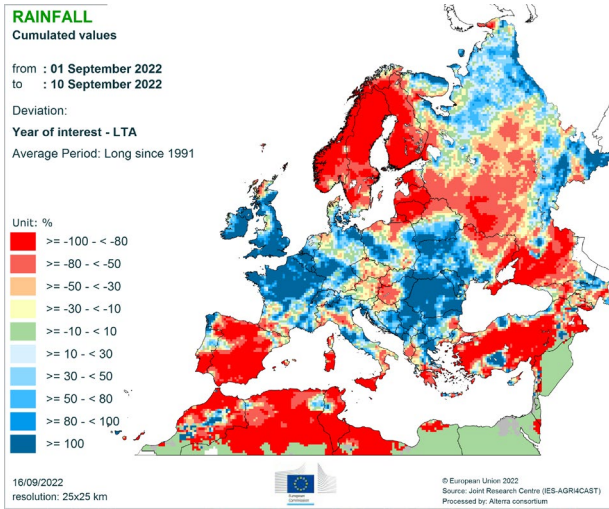 RAINFALL
Cumulated values
from : 01 September 2022
to : 10 September 2022
Deviation:
Year of interest - LTA
Average Period: Long since 1991
Unit: %
>= -100 - < -80
>= -80 - < -50
>= -50 - < -30
>= -30 - < -10
>= -10 - < 10
>= 10 - < 30
>= 30 - < 50
>= 50 - < 80
>= 80 - < 100
>= 100
16/09/2022
resolution: 25x25 km
European
Commission
© European Union 2022
Source: Joint Research Centre (IES-AGRI4CAST)
Processed by: Alterra consortium